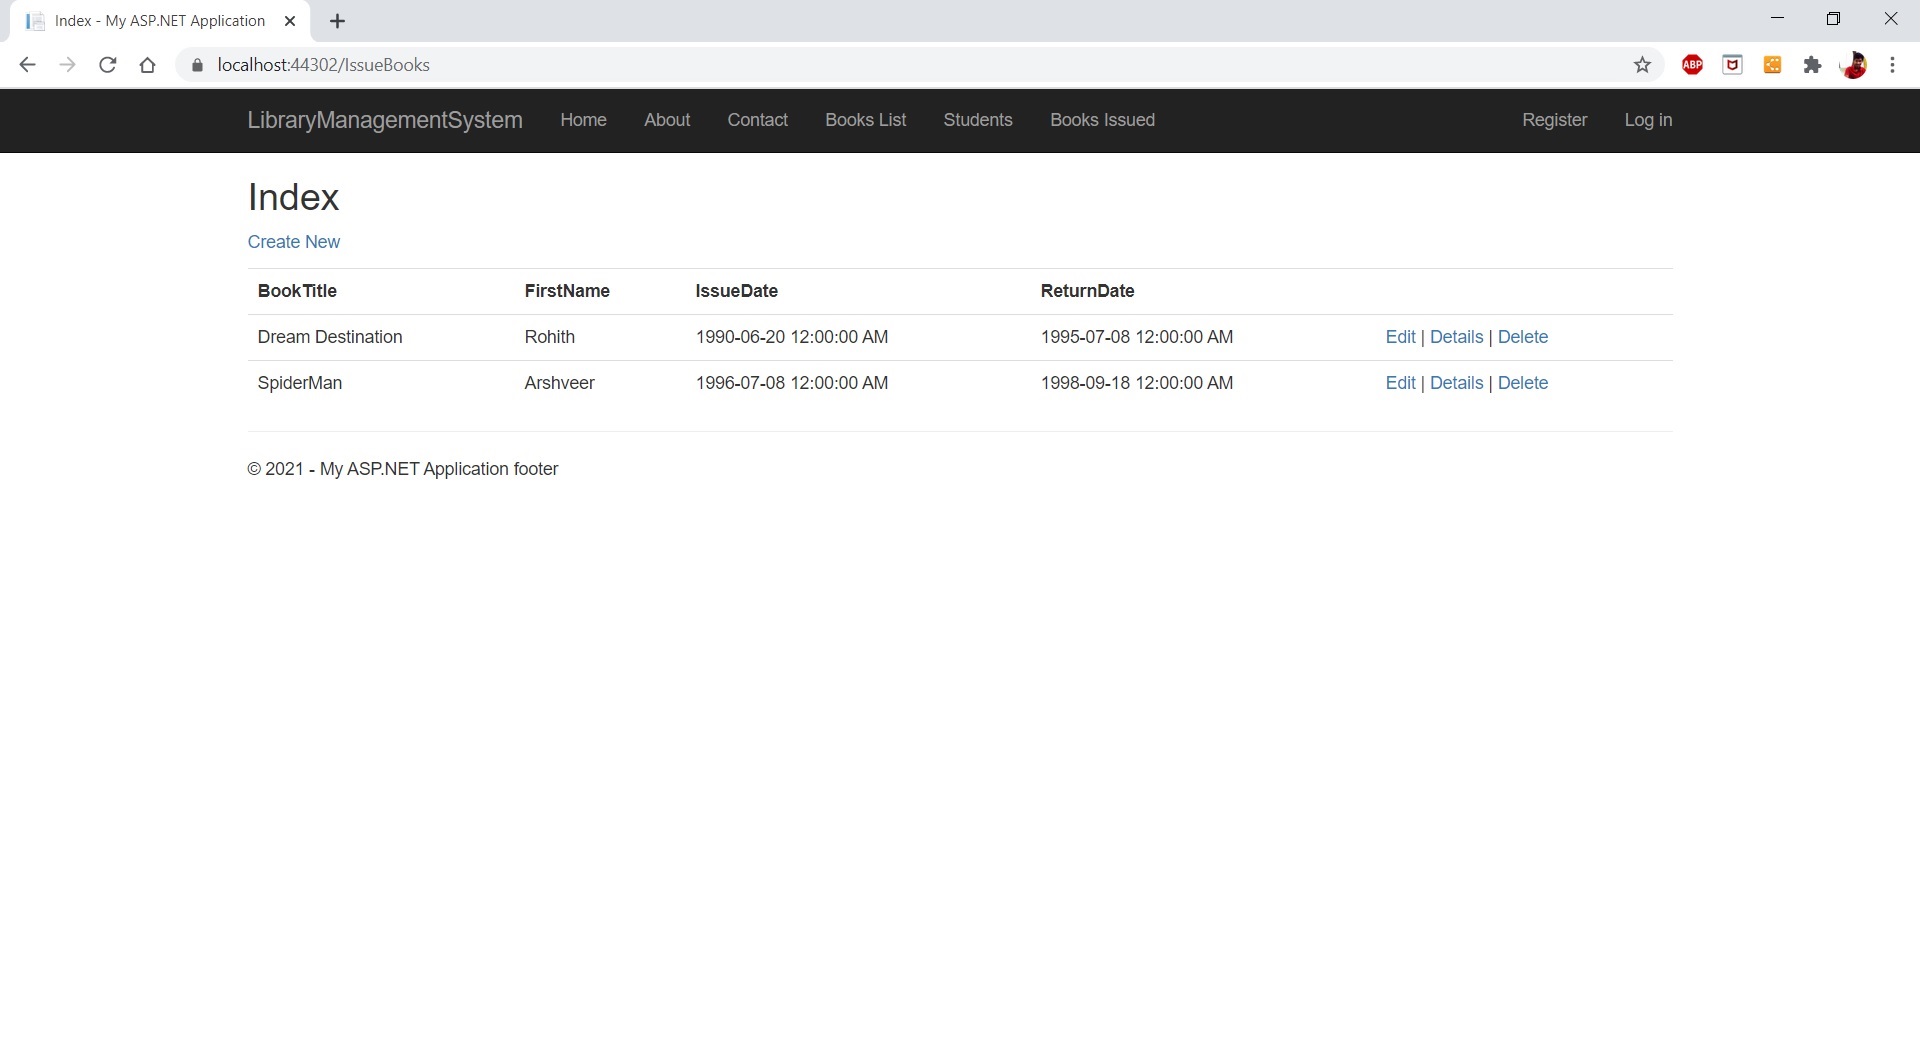 Index - My ASP.NET Application
localhost:44302/IssueBooks
ABP
LibraryManagementSystem Home About Contact Books List Students Books Issued Register Log in
Index
Create New
BookTitle FirstName IssueDate ReturnDate
Dream Destination Rohith 1990-06-20 12:00:00 AM 1995-07-08 12:00:00 AM Edit | Details | Delete
SpiderMan Arshveer 1996-07-08 12:00:00 AM 1998-09-18 12:00:00 AM Edit | Details | Delete
© 2021 - My ASP.NET Application footer